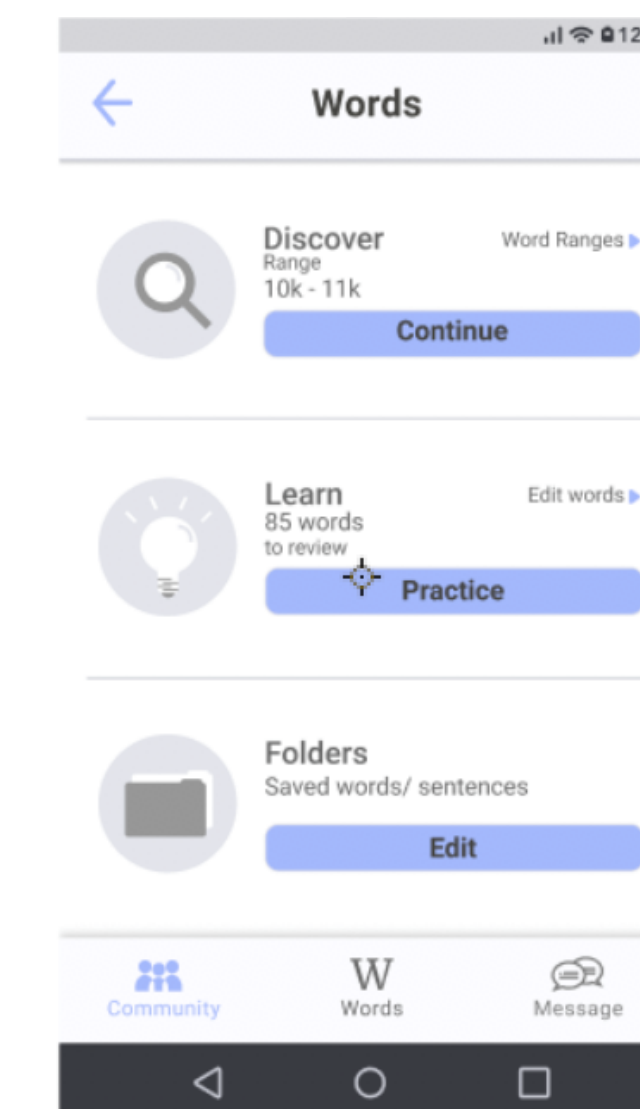 12
Words
Discover
Word Ranges
Range
10k - 11k
Continue
Learn
Edit words
85 words
to review
Practice
Folders
Saved words/ sentences
Edit
W
Community
Words
Message